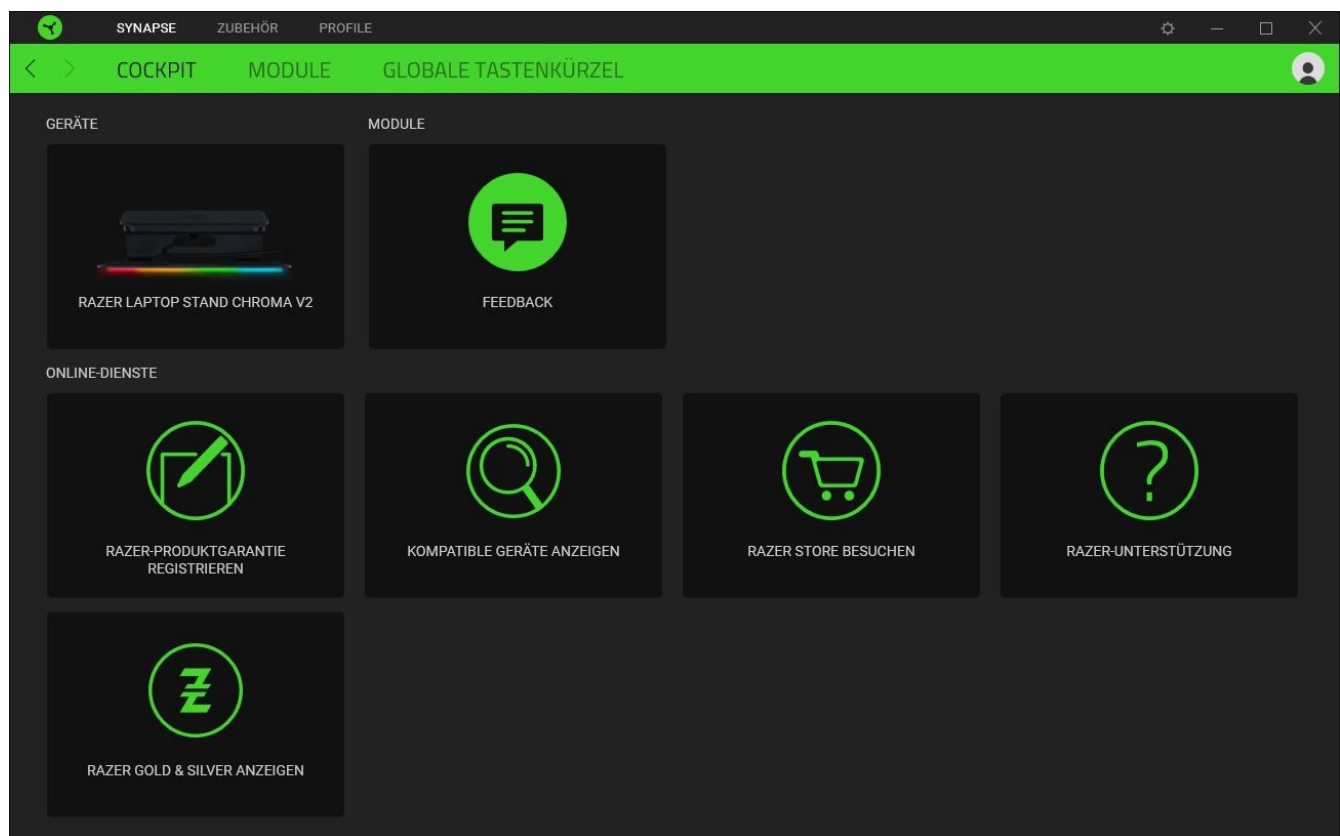 SYNAPSE ZUBEHÖR PROFILE
COCKPIT MODULE GLOBALE TASTENKÜRZEL
GERÄTE MODULE
RAZER LAPTOP STAND CHROMA V2 FEEDBACK
ONLINE-DIENSTE
RAZER-PRODUKTGARANTIE
REGISTRIEREN
KOMPATIBLE GERÄTE ANZEIGEN
RAZER STORE BESUCHEN
RAZER-UNTERSTÜTZUNG
RAZER GOLD & SILVER ANZEIGEN